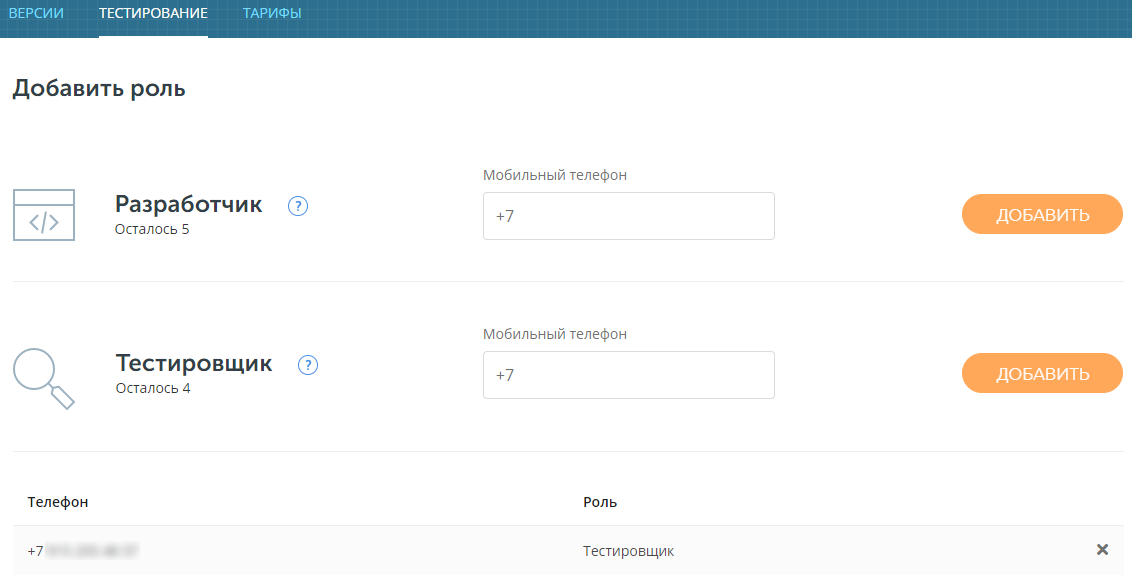 ВЕРСИИ ТЕСТИРОВАНИЕ ТАРИФЫ
Добавить роль
Мобильный телефон
Разработчик ?
Осталось 5
+7
ДОБАВИТЬ
Мобильный телефон
Тестировщик ?
Осталось 4
+7
ДОБАВИТЬ
Телефон Роль
+7 Тестировщик